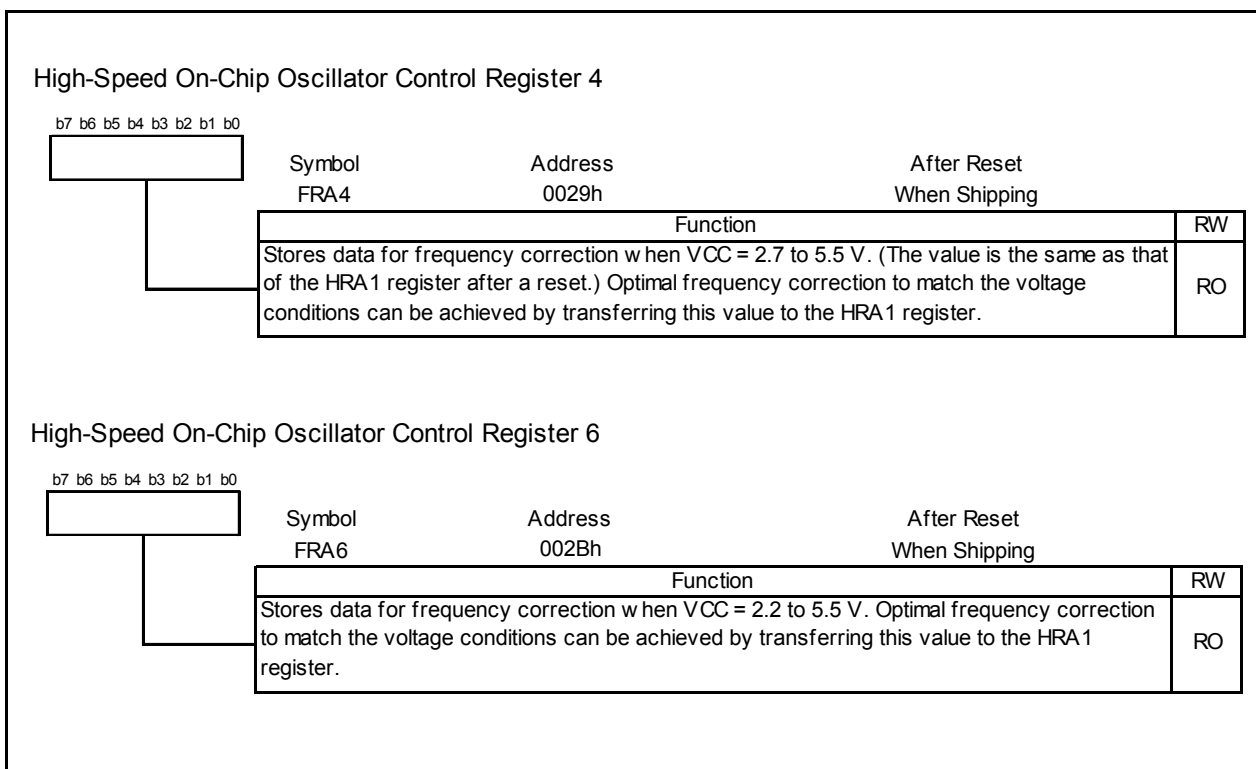 High-Speed On-Chip Oscillator Control Register 4
b7 b6 b5 b4 b3 b2 b1 b0
Symbol Address After Reset
FRA4 0029h When Shipping
Function RW
Stores data for frequency correction w hen VCC = 2.7 to 5.5 V. (The value is the same as that
of the HRA1 register after a reset.) Optimal frequency correction to match the voltage
conditions can be achieved by transferring this value to the HRA1 register.
RO
High-Speed On-Chip Oscillator Control Register 6
b7 b6 b5 b4 b3 b2 b1 b0
Symbol Address After Reset
FRA6 002Bh When Shipping
Function RW
Stores data for frequency correction w hen VCC = 2.2 to 5.5 V. Optimal frequency correction
to match the voltage conditions can be achieved by transferring this value to the HRA1
register.
RO